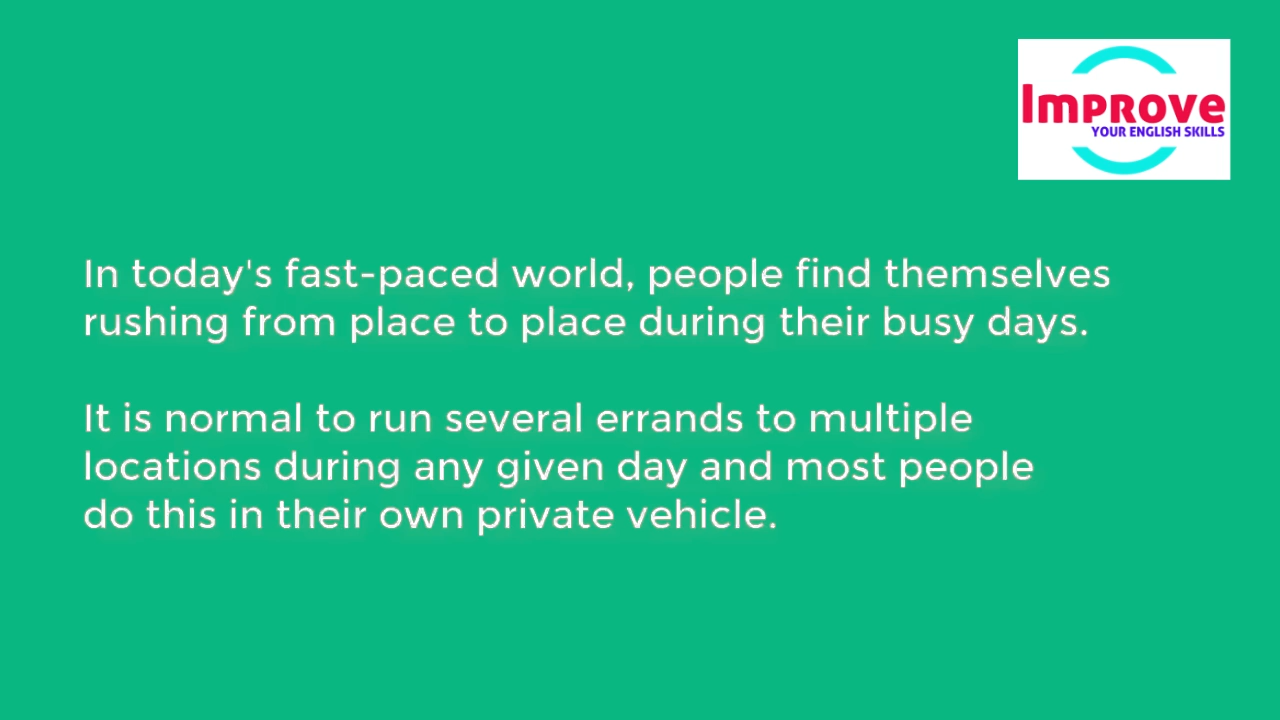 Improve
YOUR ENGLISH SKILLS
In today's fast-paced world, people find themselves
rushing from place to place during their busy days.
It is normal to run several errands to multiple
locations during any given day and most people
do this in their own private vehicle.